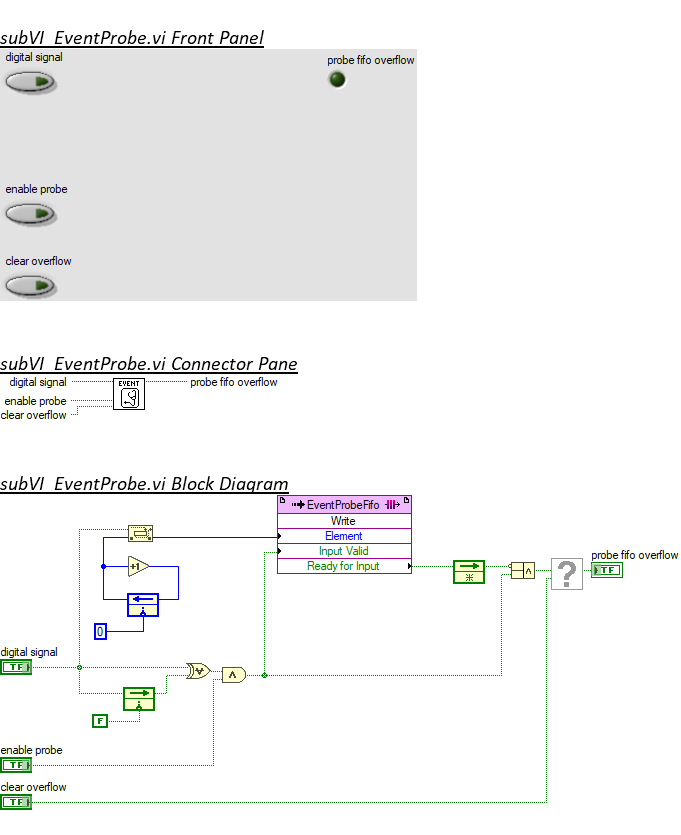 subVI_EventProbe.vi Front Panel
digital signal
probe fifo overflow
enable probe
clear overflow
subVI_EventProbe.vi Connector Pane
digital signal
EVENT
probe fifo overflow
enable probe
clear overflow
subVI_EventProbe.vi Block Diagram
EventProbeFifo
Write
Element
+1
Input Valid
Ready for Input
probe fifo overflow
?
TF
0
digital signal
TF
F
enable probe
TF
clear overflow
TF